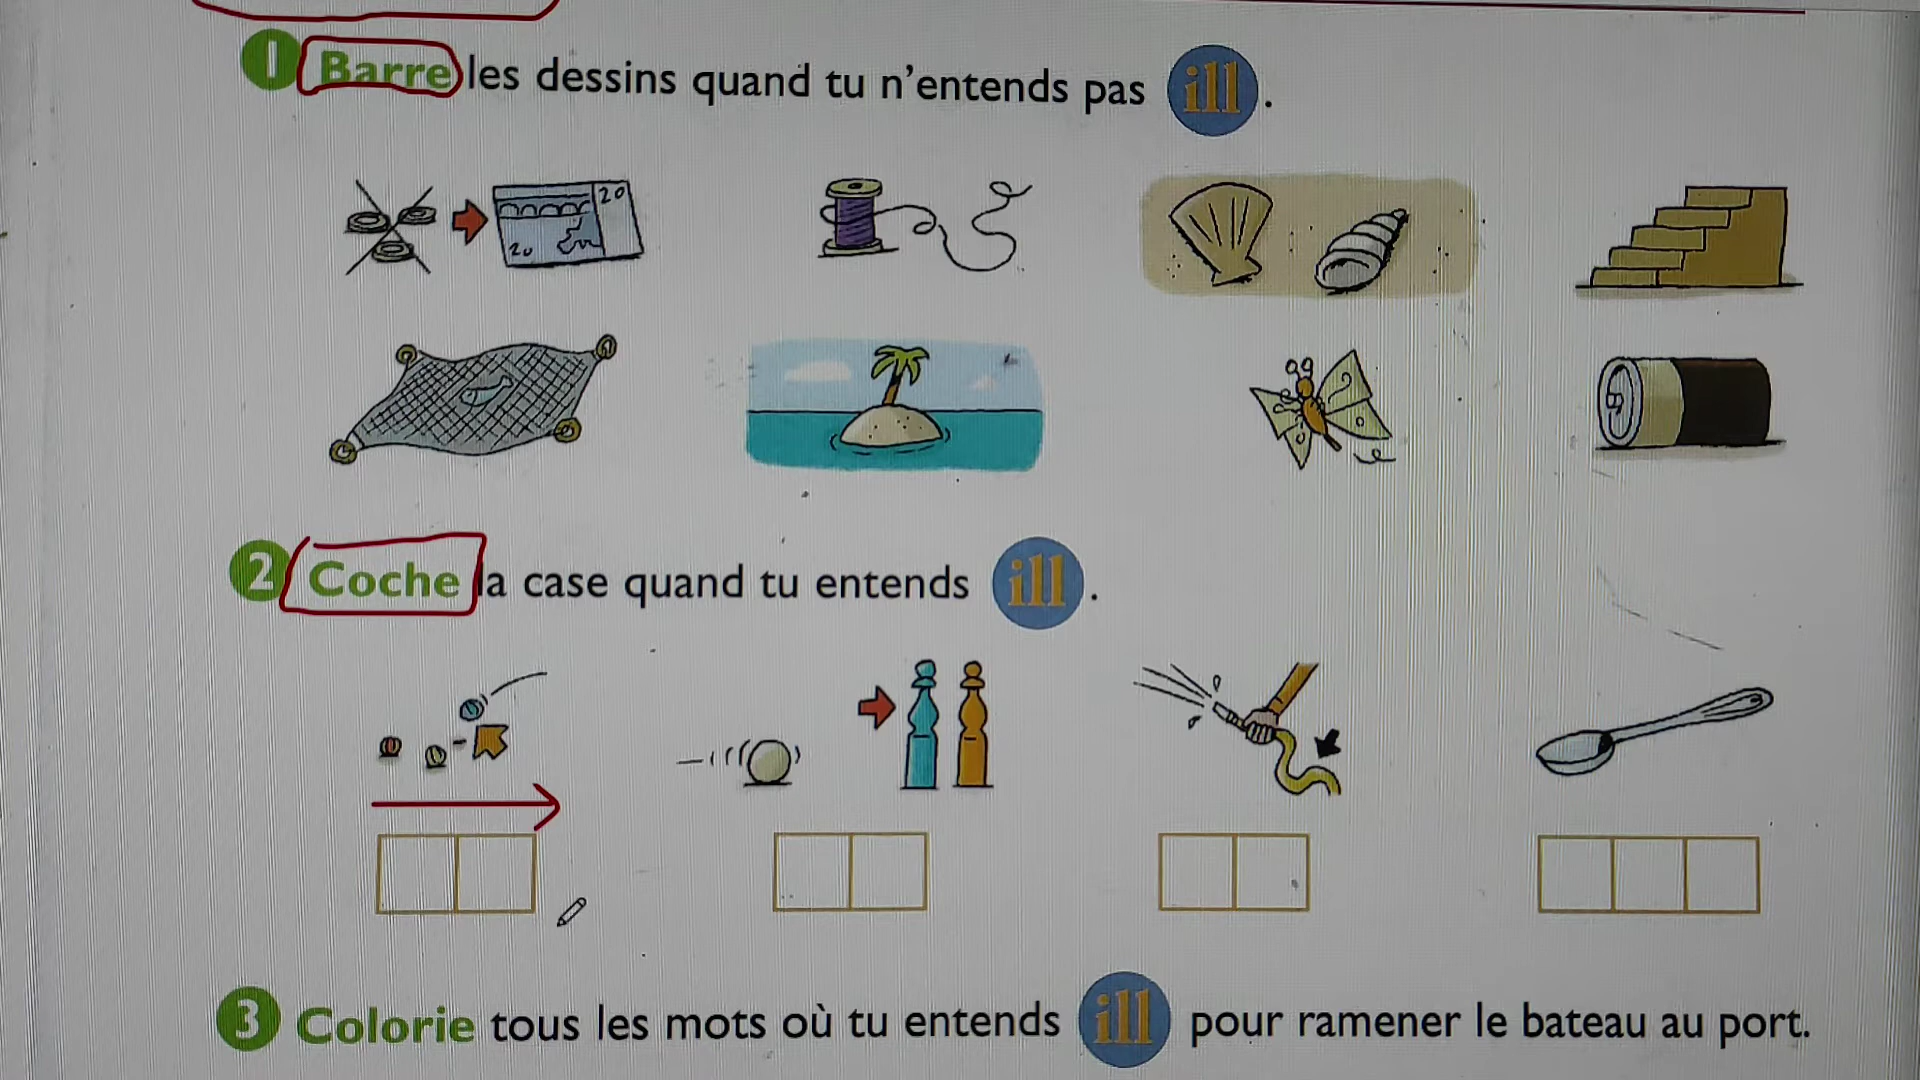 1 Barre les dessins quand tu n'entends pas ill.
20
20
2 Coche la case quand tu entends ill.
3 Colorie tous les mots où tu entends ill pour ramener le bateau au port.